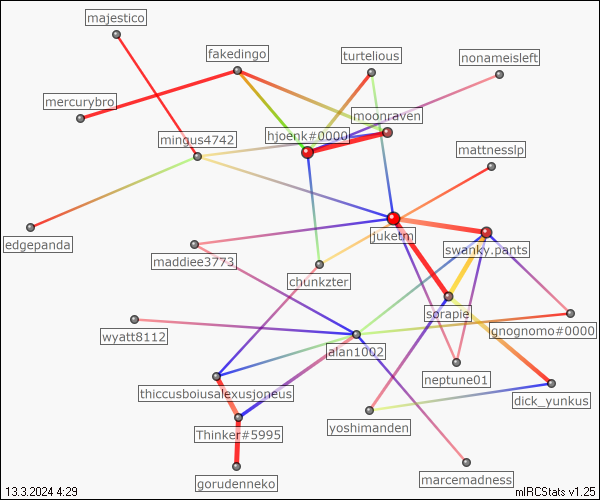 majestico
fakedingo
turtelious
nonameisleft
mercurybro
moonraven
hjoenk#0000
mingus4742
mattnesslp
juketm
swanky.pants
edgepanda
maddiee3773
chunkzter
sorapie
gnognomo#0000
wyatt8112
alan1002
neptune01
thiccusboiusalexusjoneus
dick_yunkus
yoshimanden
Thinker#5995
gorudenneko
marcemadness
13.3.2024 4:29
mIRCStats v1.25